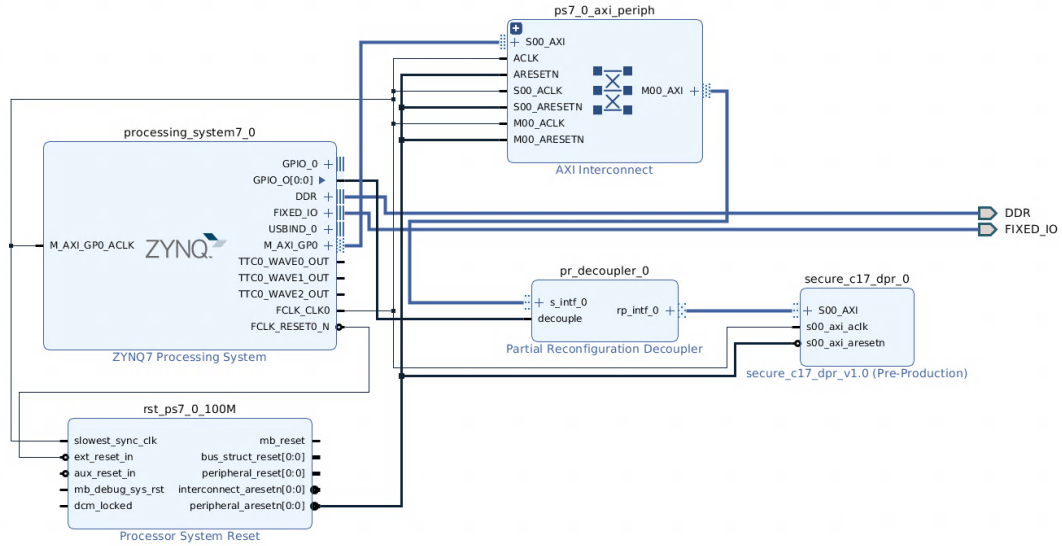 ps7_0_axi_periph
S00_AXI
ACLK
ARESETN
S00_ACLK
S00_ARESETN
M00_ACLK
M00_ARESETN
M00_AXI
AXI Interconnect
processing_system7_0
GPIO_0
GPIO_O[0:0]
DDR
FIXED_IO
USBIND_0
M_AXI_GP0
TTC0_WAVE0_OUT
TTC0_WAVE1_OUT
TTC0_WAVE2_OUT
FCLK_CLK0
FCLK_RESET0_N
M_AXI_GP0_ACLK
ZYNQ
ZYNQ7 Processing System
DDR
FIXED_IO
pr_decoupler_0
s_intf_0
decouple
rp_intf_0
Partial Reconfiguration Decoupler
secure_c17_dpr_0
S00_AXI
s00_axi_aclk
s00_axi_aresetn
secure_c17_dpr_v1.0 (Pre-Production)
rst_ps7_0_100M
slowest_sync_clk
ext_reset_in
aux_reset_in
mb_debug_sys_rst
dcm_locked
mb_reset
bus_struct_reset[0:0]
peripheral_reset[0:0]
interconnect_aresetn[0:0]
peripheral_aresetn[0:0]
Processor System Reset